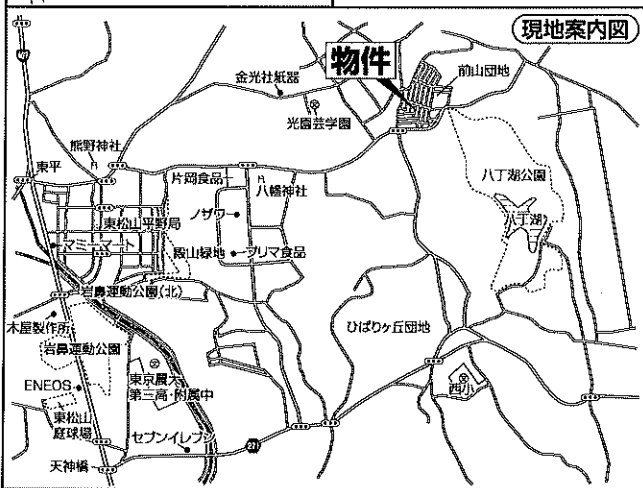 現地案内図
物件
前山団地
金光社紙器
光園芸学園
熊野神社
東平
片岡食品
八幡神社
八丁湖公園
八丁湖
ノザワ
東松山平野局
マミーマート
殿山緑地
プリマ食品
岩鼻運動公園(北)
木屋製作所
岩鼻運動公園
ひばりヶ丘団地
ENEOS
東京農大
第三高・附属中
西小
東松山
庭球場
セブンイレブン
天神橋